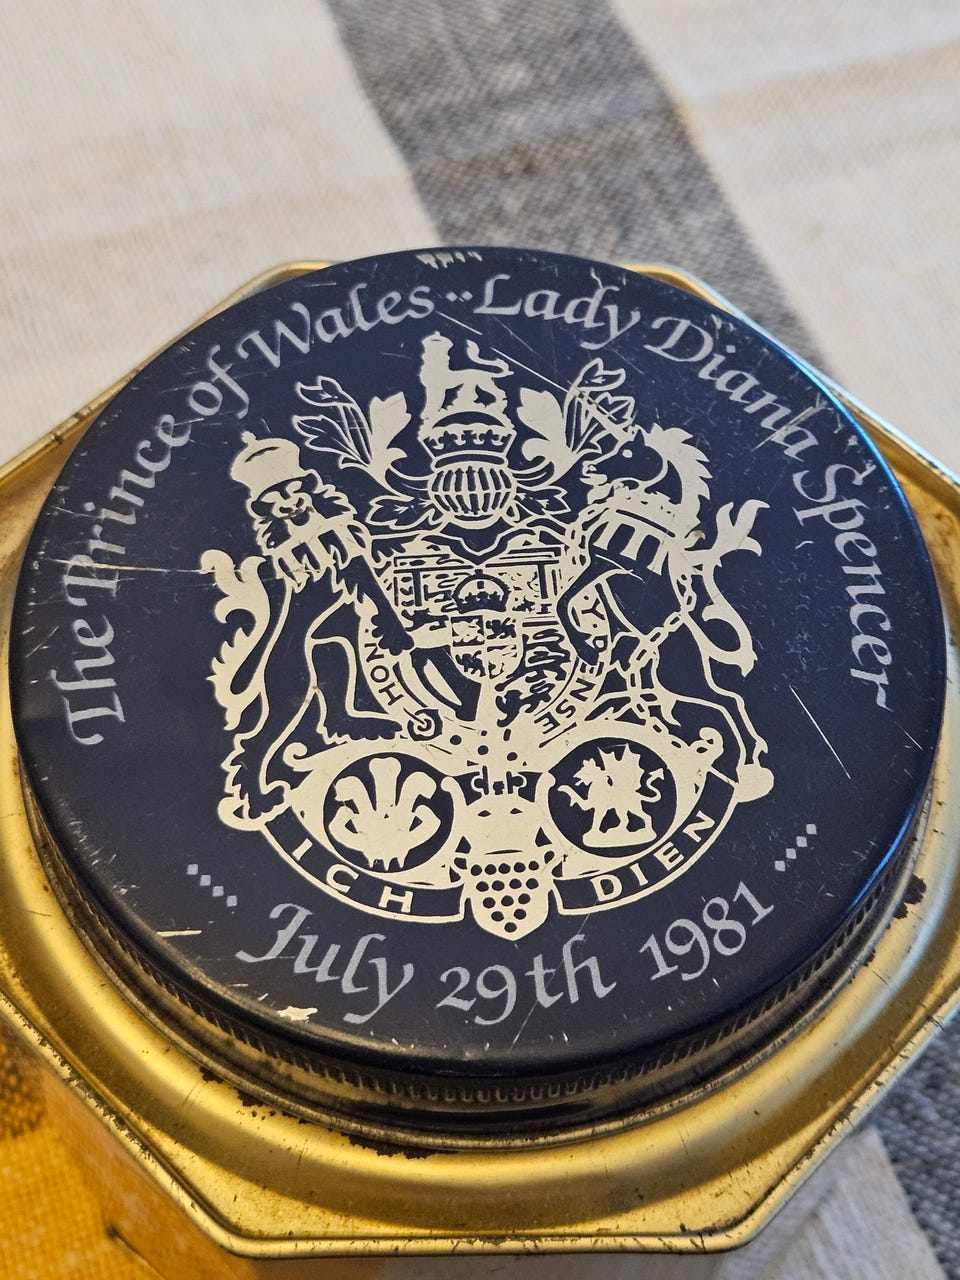 The Prince of Wales·· Lady Diana Spencer
HONI
Y PENSE
ICH DIEN
July 29th 1981